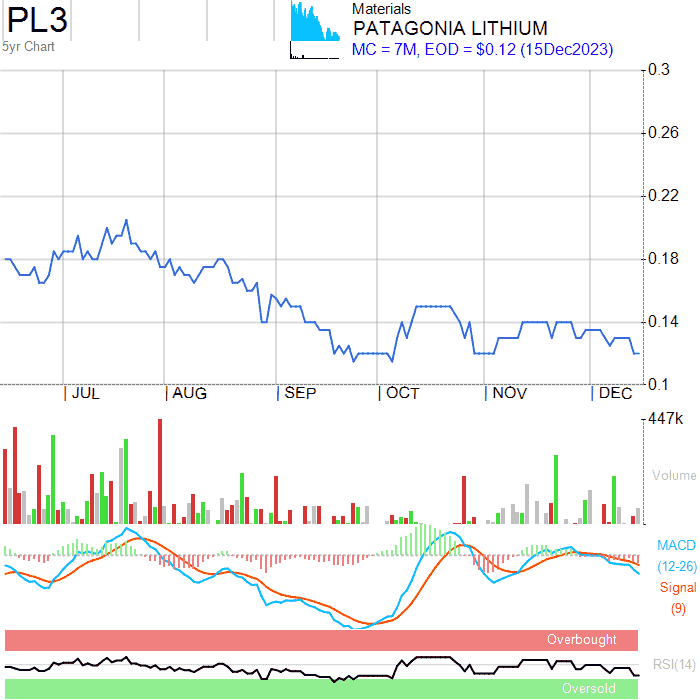 PL3
5yr Chart
Materials
PATAGONIA LITHIUM
MC = 7M, EOD = $0.12 (15Dec2023)
0.3
0.26
0.22
0.18
0.14
0.1
JUL AUG SEP OCT NOV DEC
447k
Volume
MACD
(12-26)
Signal
(9)
Overbought
RSI(14)
Oversold